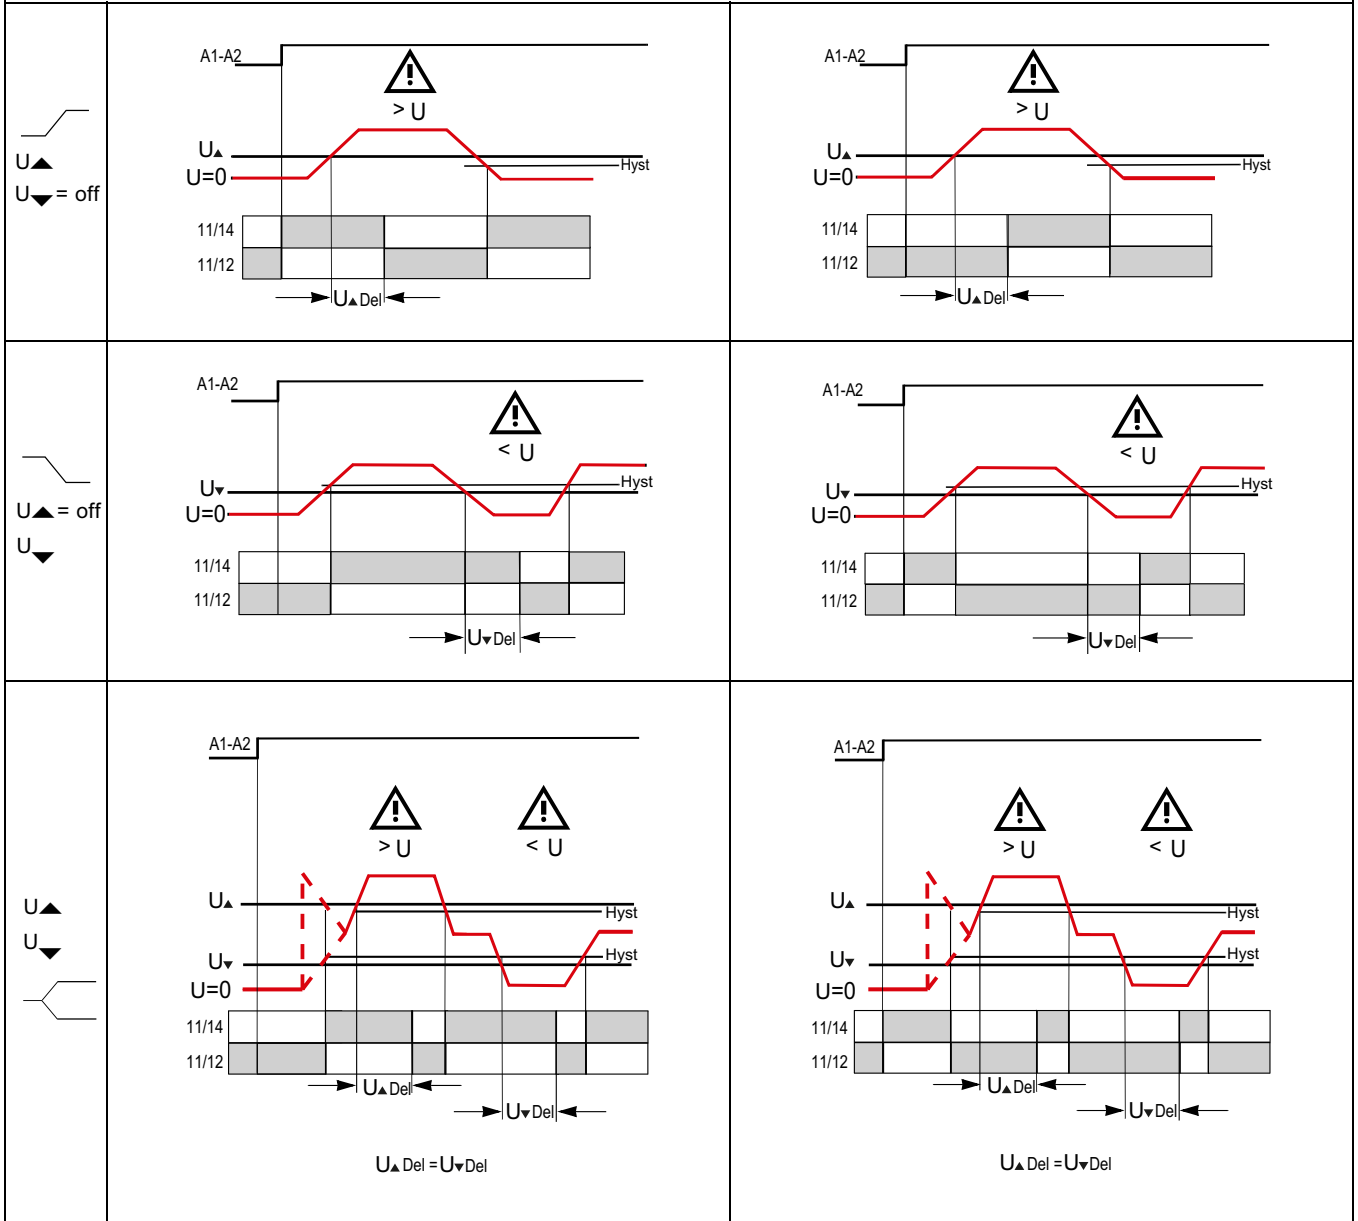 U▲
U▼ = off
A1-A2
> U
U▲
Hyst
U=0
11/14
11/12
U▲Del
A1-A2
> U
U▲
Hyst
U=0
11/14
11/12
U▲Del
U▲ = off
U▼
A1-A2
< U
Hyst
U▼
U=0
11/14
11/12
U▼Del
A1-A2
< U
Hyst
U▼
U=0
11/14
11/12
U▼Del
U▲
U▼
A1-A2
> U
< U
U▲
Hyst
Hyst
U▼
U=0
11/14
11/12
U▲Del
U▼Del
U▲Del = U▼Del
A1-A2
> U
< U
U▲
Hyst
Hyst
U▼
U=0
11/14
11/12
U▲Del
U▼Del
U▲Del = U▼Del